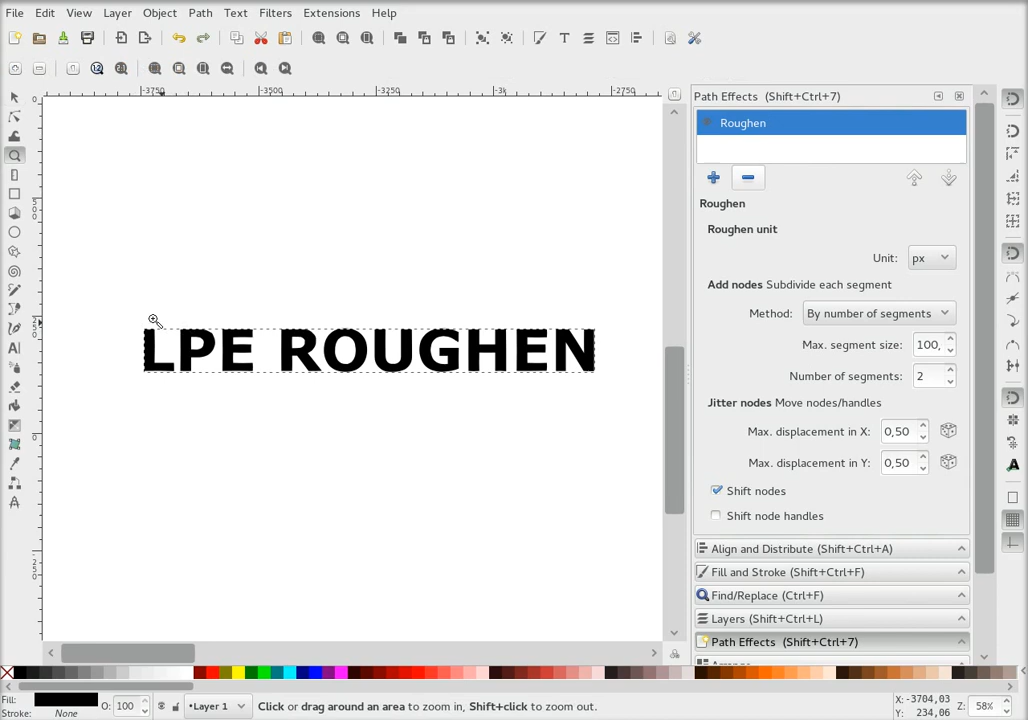 File Edit View Layer Object Path Text Filters Extensions Help
-3750 -3500 -3250 -3k -2750
Path Effects (Shift+Ctrl+7)
Roughen
Roughen
Roughen unit
Unit: px
Add nodes Subdivide each segment
Method: By number of segments
Max. segment size: 100,
Number of segments: 2
Jitter nodes Move nodes/handles
Max. displacement in X: 0,50
Max. displacement in Y: 0,50
Shift nodes
Shift node handles
LPE ROUGHEN
Align and Distribute (Shift+Ctrl+A)
Fill and Stroke (Shift+Ctrl+F)
Find/Replace (Ctrl+F)
Layers (Shift+Ctrl+L)
Path Effects (Shift+Ctrl+7)
Fill:
Stroke: None
O: 100
•Layer 1
Click or drag around an area to zoom in, Shift+click to zoom out.
X: -3704,03
Y: 234,06
Z: 58%